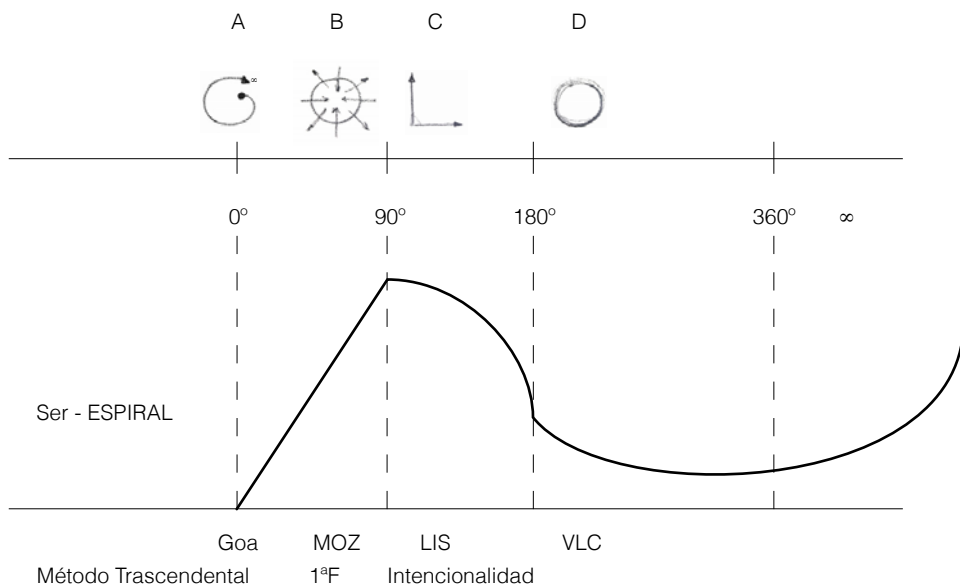 A B C D
∞
0º 90º 180º 360º ∞
Ser - ESPIRAL
Goa MOZ LIS VLC
Método Trascendental 1ªF Intencionalidad